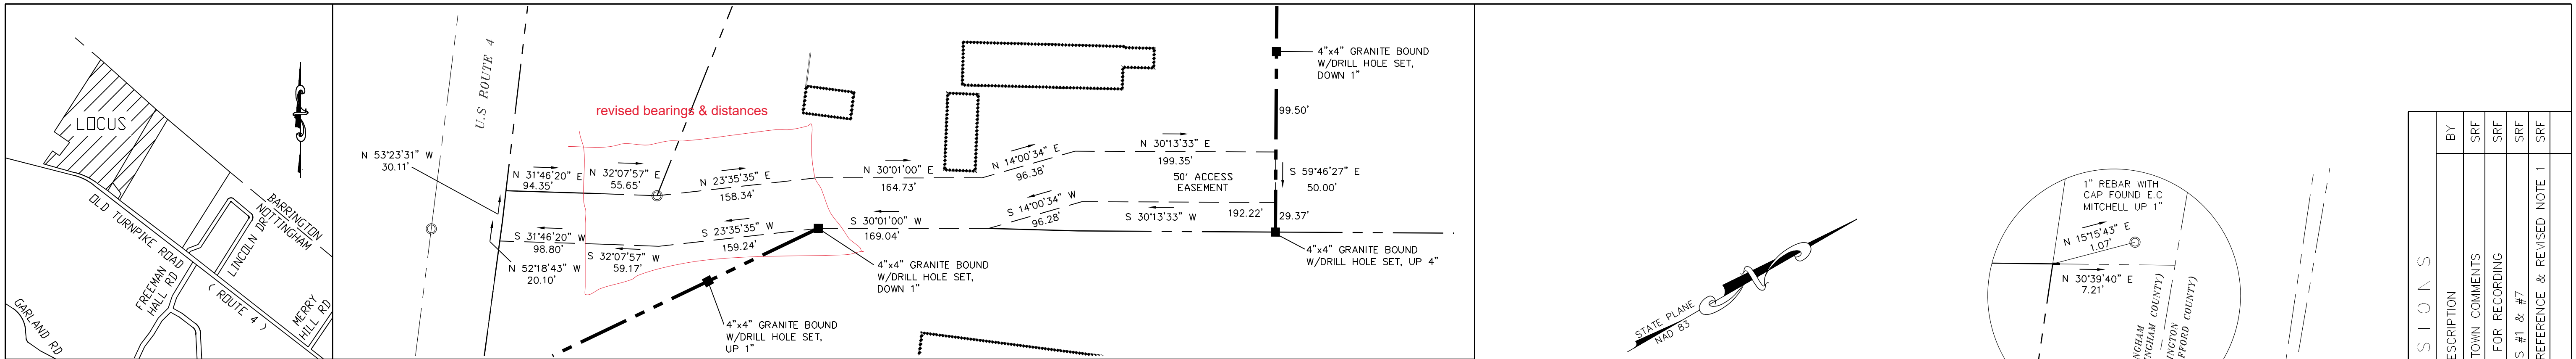 LOCUS
BARRINGTON
NOTTINGHAM
OLD TURNPIKE ROAD
( ROUTE 4 )
LINCOLN DR
FREEMAN
HALL RD
MERRY
HILL RD
GARLAND RD
U.S ROUTE 4
revised bearings & distances
N 53°23'31" W
30.11'
N 31°46'20" E
94.35'
N 32°07'57" E
55.65'
N 23°35'35" E
158.34'
N 30°01'00" E
164.73'
N 14°00'34" E
96.38'
N 30°13'33" E
199.35'
50' ACCESS
EASEMENT
S 59°46'27" E
50.00'
99.50'
29.37'
S 31°46'20" W
98.80'
S 32°07'57" W
59.17'
S 23°35'35" W
159.24'
S 30°01'00" W
169.04'
S 14°00'34" W
96.28'
S 30°13'33" W
192.22'
N 52°18'43" W
20.10'
4"x4" GRANITE BOUND
W/DRILL HOLE SET,
DOWN 1"
4"x4" GRANITE BOUND
W/DRILL HOLE SET, UP 4"
4"x4" GRANITE BOUND
W/DRILL HOLE SET,
DOWN 1"
4"x4" GRANITE BOUND
W/DRILL HOLE SET,
UP 1"
STATE PLANE
NAD 83
1" REBAR WITH
CAP FOUND E.C
MITCHELL UP 1"
N 15°15'43" E
1.07'
N 30°39'40" E
7.21'
NGHAM
NGHAM COUNTY)
INGTON
FFORD COUNTY)
S I O N S
ESCRIPTION
BY
TOWN COMMENTS
SRF
FOR RECORDING
SRF
S #1 & #7
SRF
REFERENCE & REVISED NOTE 1
SRF